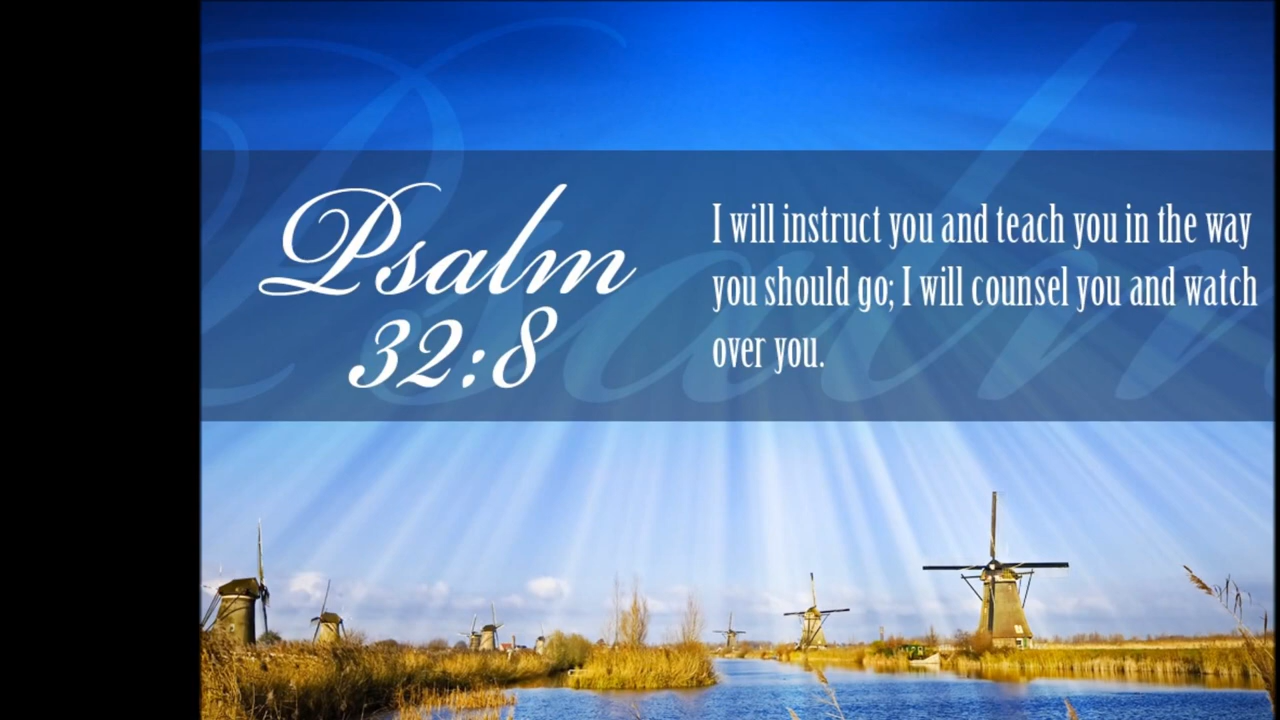 Psalm
32:8
I will instruct you and teach you in the way
you should go; I will counsel you and watch
over you.
Psalm